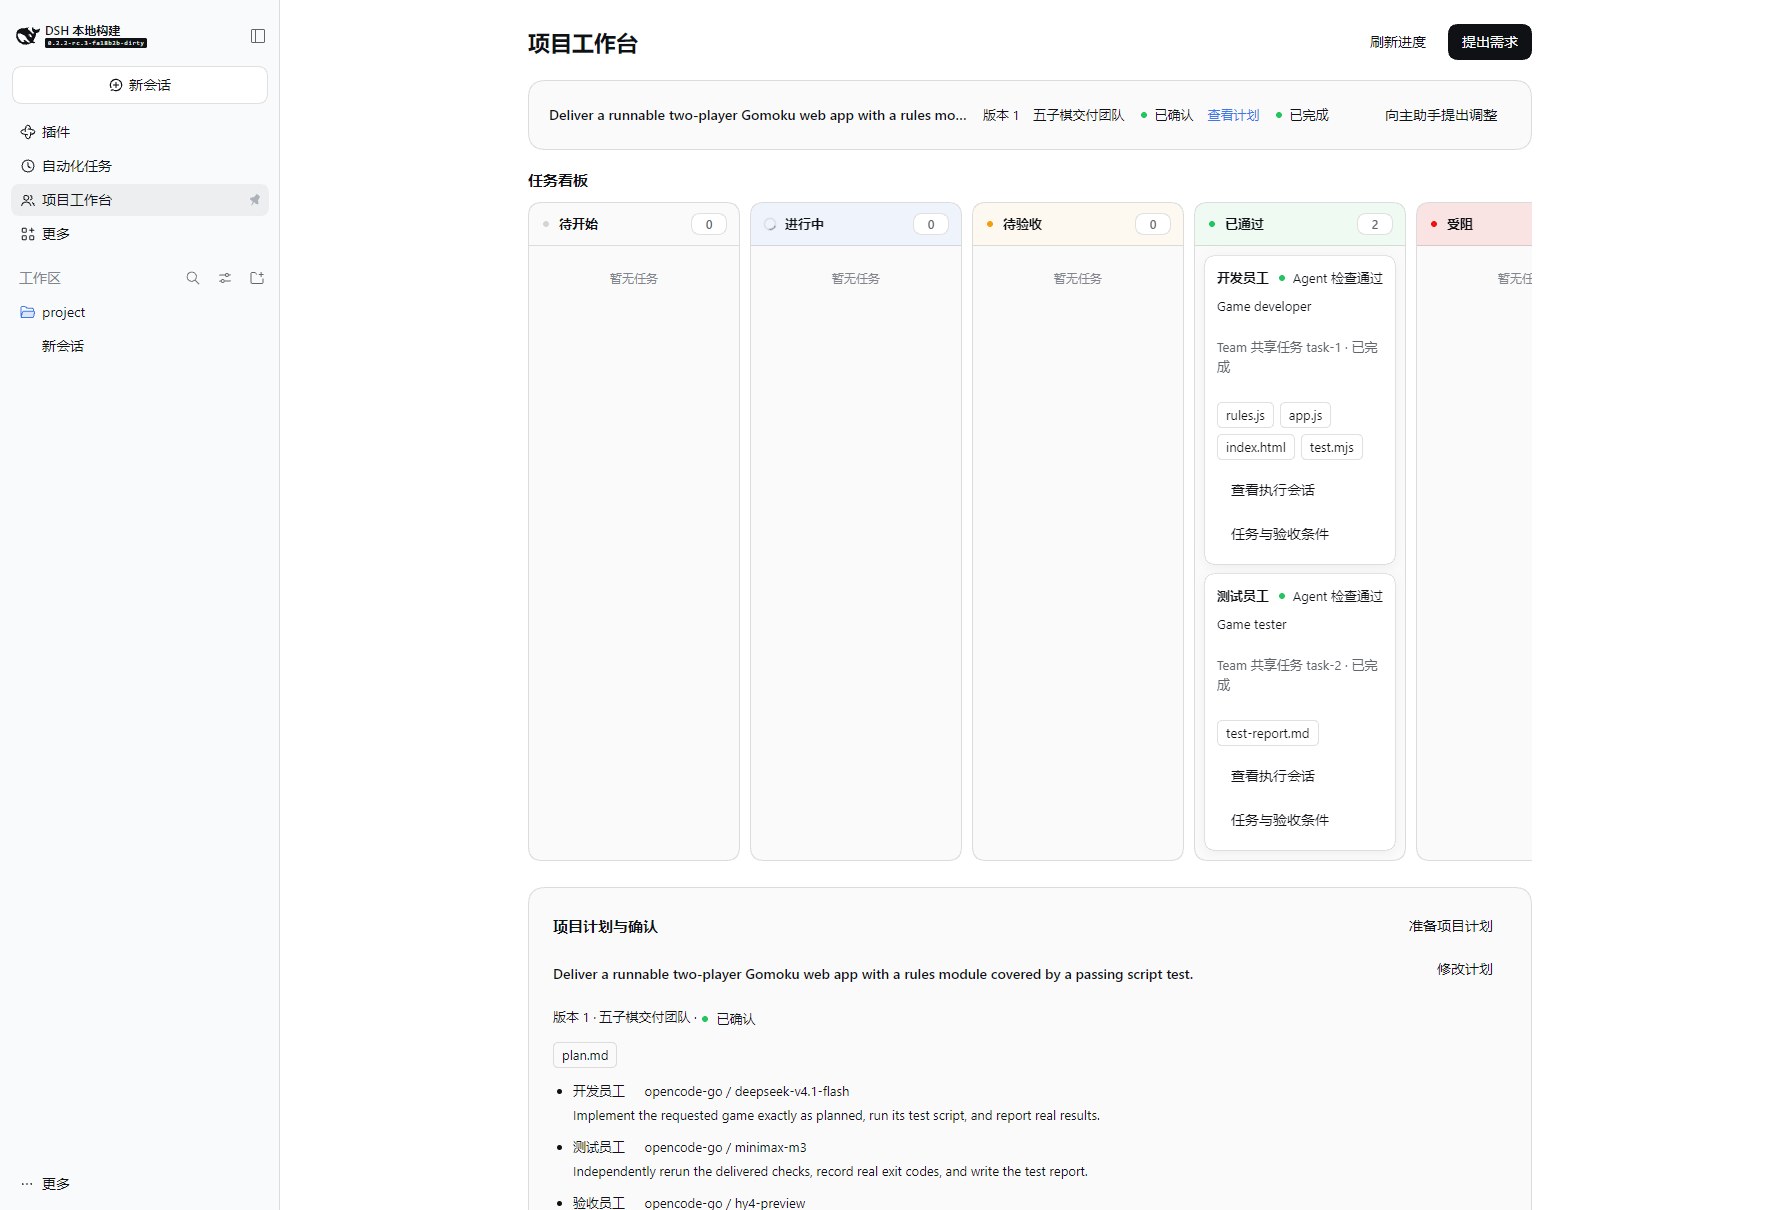 DSH 本地构建
0.2.2-rc.3-fa18b2b-dirty
新会话
插件
自动化任务
项目工作台
更多
工作区
project
新会话
更多
项目工作台
刷新进度
提出需求
Deliver a runnable two-player Gomoku web app with a rules mo... 版本 1 五子棋交付团队 已确认 查看计划 已完成 向主助手提出调整
任务看板
待开始 0
暂无任务
进行中 0
暂无任务
待验收 0
暂无任务
已通过 2
开发员工 Agent 检查通过
Game developer
Team 共享任务 task-1 · 已完
成
rules.js app.js
index.html test.mjs
查看执行会话
任务与验收条件
测试员工 Agent 检查通过
Game tester
Team 共享任务 task-2 · 已完
成
test-report.md
查看执行会话
任务与验收条件
受阻
暂无任
项目计划与确认
准备项目计划
Deliver a runnable two-player Gomoku web app with a rules module covered by a passing script test.
修改计划
版本 1 · 五子棋交付团队 · 已确认
plan.md
开发员工 opencode-go / deepseek-v4.1-flash
Implement the requested game exactly as planned, run its test script, and report real results.
测试员工 opencode-go / minimax-m3
Independently rerun the delivered checks, record real exit codes, and write the test report.
验收员工 opencode-go / hy4-preview